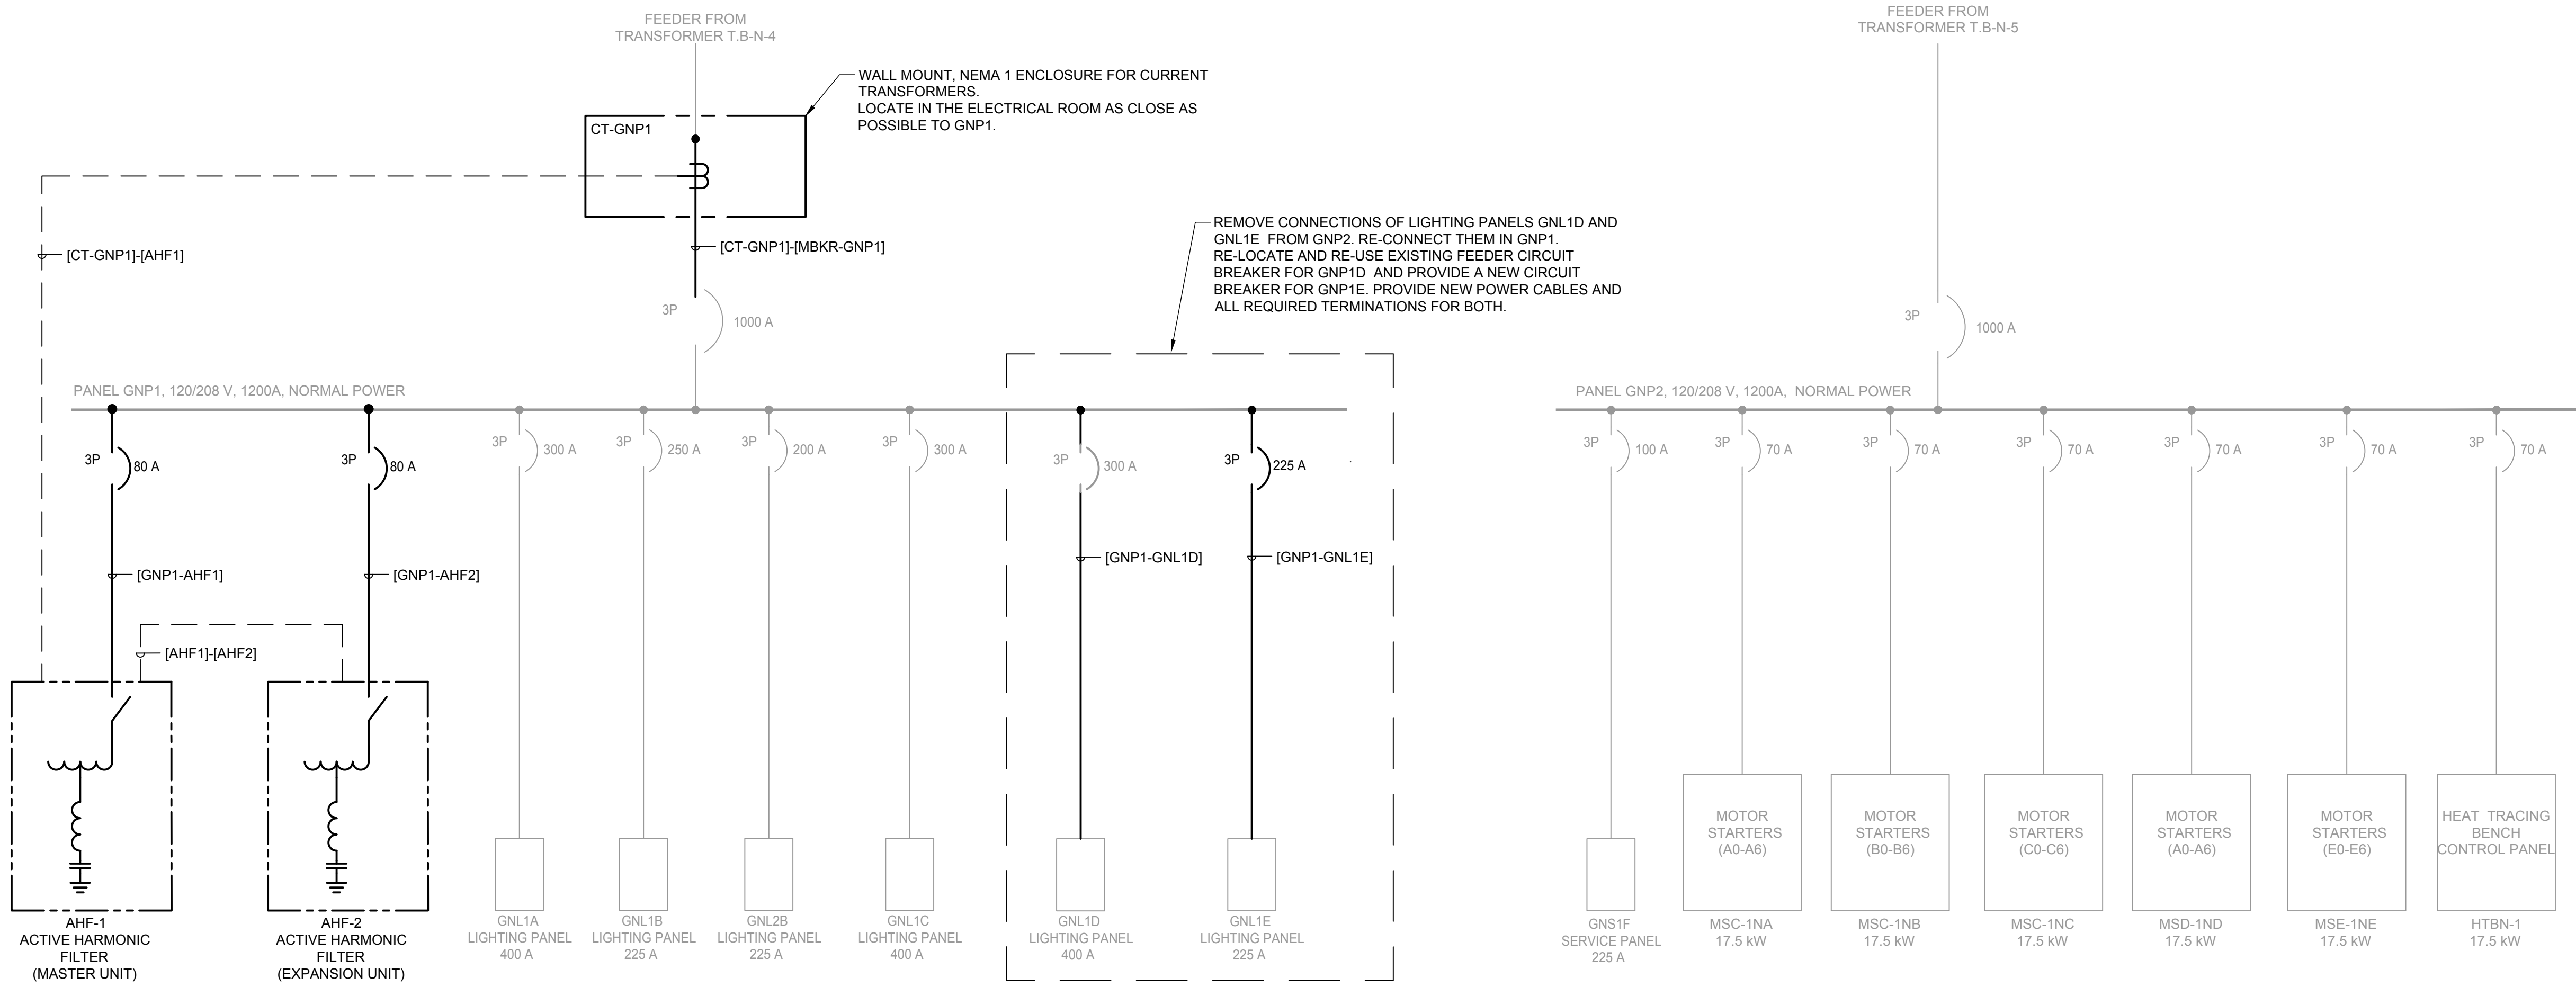 FEEDER FROM
TRANSFORMER T.B-N-4
FEEDER FROM
TRANSFORMER T.B-N-5
WALL MOUNT, NEMA 1 ENCLOSURE FOR CURRENT
TRANSFORMERS.
LOCATE IN THE ELECTRICAL ROOM AS CLOSE AS
POSSIBLE TO GNP1.
CT-GNP1
REMOVE CONNECTIONS OF LIGHTING PANELS GNL1D AND
GNL1E FROM GNP2. RE-CONNECT THEM IN GNP1.
RE-LOCATE AND RE-USE EXISTING FEEDER CIRCUIT
BREAKER FOR GNP1D AND PROVIDE A NEW CIRCUIT
BREAKER FOR GNP1E. PROVIDE NEW POWER CABLES AND
ALL REQUIRED TERMINATIONS FOR BOTH.
[CT-GNP1]-[AHF1]
[CT-GNP1]-[MBKR-GNP1]
3P
1000 A
3P
1000 A
PANEL GNP1, 120/208 V, 1200A, NORMAL POWER
PANEL GNP2, 120/208 V, 1200A, NORMAL POWER
3P
80 A
3P
80 A
3P
300 A
3P
250 A
3P
200 A
3P
300 A
3P
300 A
3P
225 A
3P
100 A
3P
70 A
3P
70 A
3P
70 A
3P
70 A
3P
70 A
3P
70 A
[GNP1-AHF1]
[GNP1-AHF2]
[GNP1-GNL1D]
[GNP1-GNL1E]
[AHF1]-[AHF2]
AHF-1
ACTIVE HARMONIC
FILTER
(MASTER UNIT)
AHF-2
ACTIVE HARMONIC
FILTER
(EXPANSION UNIT)
GNL1A
LIGHTING PANEL
400 A
GNL1B
LIGHTING PANEL
225 A
GNL2B
LIGHTING PANEL
225 A
GNL1C
LIGHTING PANEL
400 A
GNL1D
LIGHTING PANEL
400 A
GNL1E
LIGHTING PANEL
225 A
GNS1F
SERVICE PANEL
225 A
MOTOR
STARTERS
(A0-A6)
MSC-1NA
17.5 kW
MOTOR
STARTERS
(B0-B6)
MSC-1NB
17.5 kW
MOTOR
STARTERS
(C0-C6)
MSC-1NC
17.5 kW
MOTOR
STARTERS
(A0-A6)
MSD-1ND
17.5 kW
MOTOR
STARTERS
(E0-E6)
MSE-1NE
17.5 kW
HEAT TRACING
BENCH
CONTROL PANEL
HTBN-1
17.5 kW